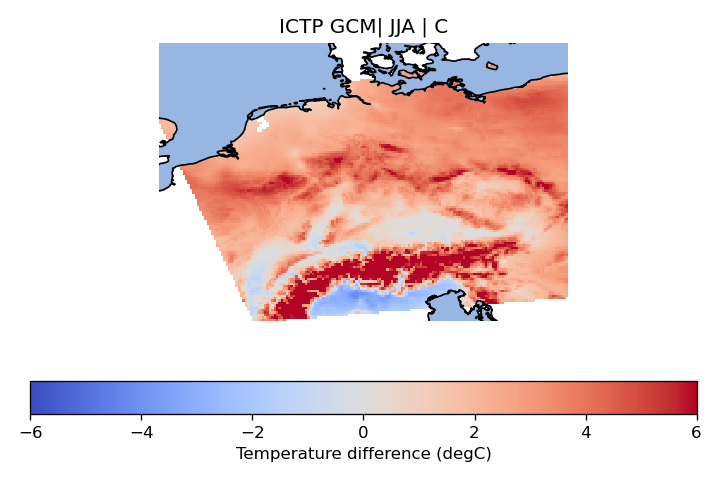 ICTP GCM| JJA | C
−6 −4 −2 0 2 4 6
Temperature difference (degC)